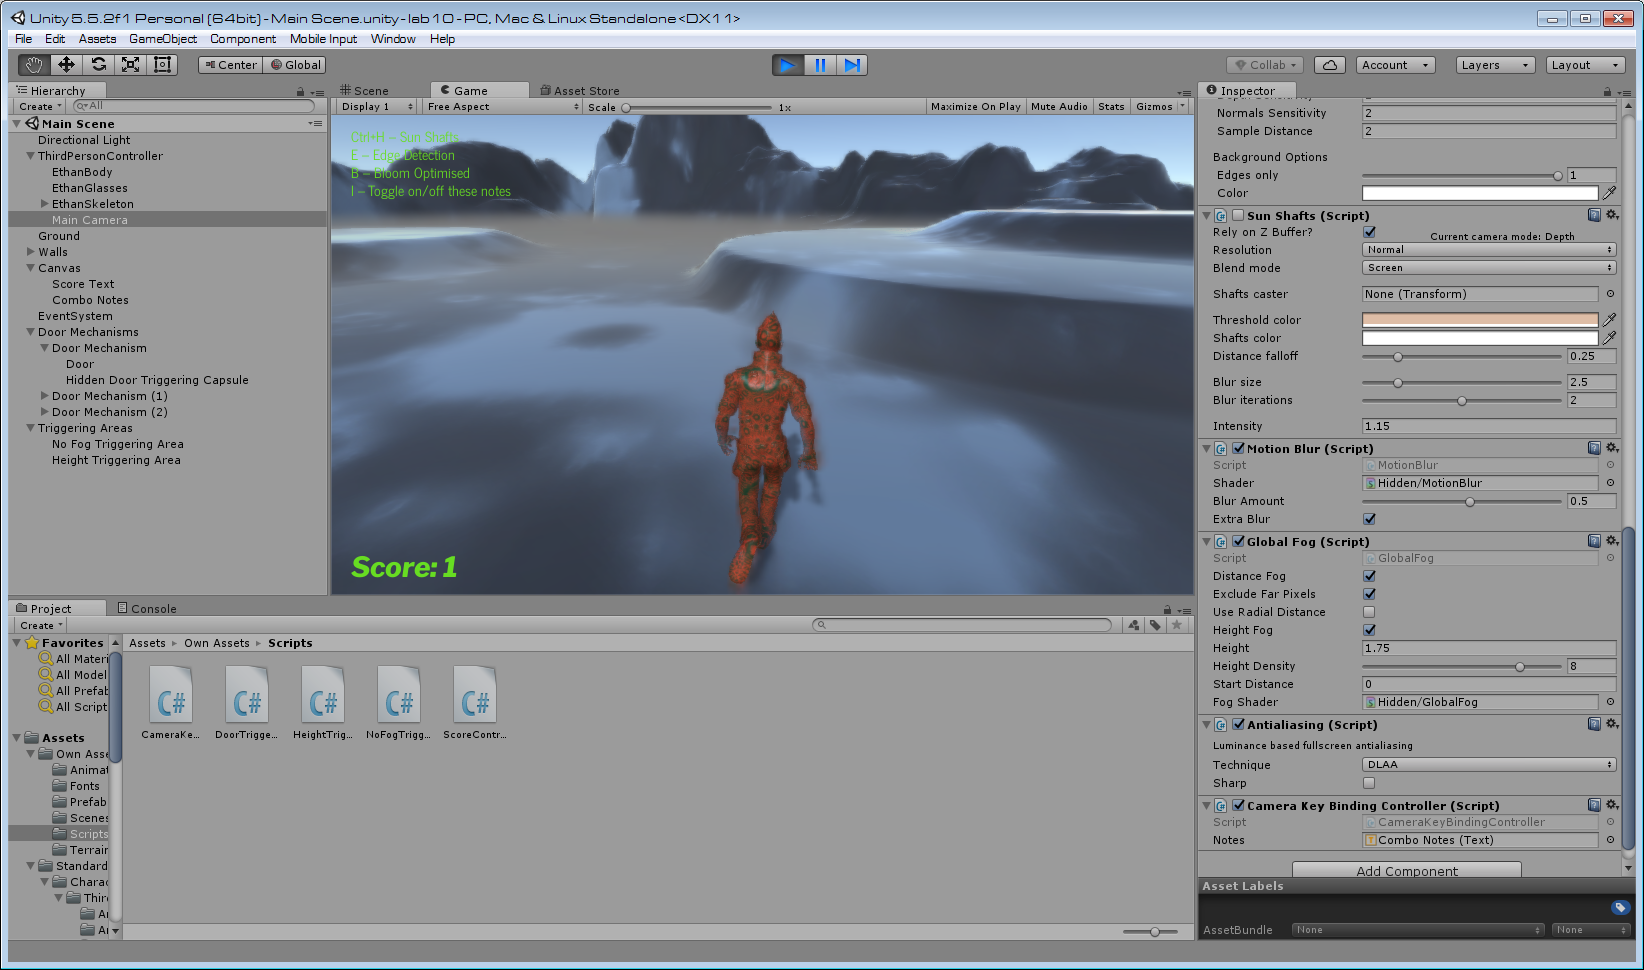 Unity 5.5.2f1 Personal (64bit) - Main Scene.unity - lab10 - PC, Mac & Linux Standalone <DX11>
File Edit Assets GameObject Component Mobile Input Window Help
Center Global Collab Account Layers Layout
Hierarchy
Create All
Main Scene
Directional Light
ThirdPersonController
EthanBody
EthanGlasses
EthanSkeleton
Main Camera
Ground
Walls
Canvas
Score Text
Combo Notes
EventSystem
Door Mechanisms
Door Mechanism
Door
Hidden Door Triggering Capsule
Door Mechanism (1)
Door Mechanism (2)
Triggering Areas
No Fog Triggering Area
Height Triggering Area
Scene Game Asset Store
Display 1 Free Aspect Scale 1x Maximize On Play Mute Audio Stats Gizmos
Ctrl+H – Sun Shafts
E – Edge Detection
B – Bloom Optimised
I – Toggle on/off these notes
Score: 1
Project Console
Create
Favorites
All Materi
All Model
All Prefab
All Script
Assets
Own Asse
Animat
Fonts
Prefab
Scenes
Scripts
Terrain
Standard
Charac
Thir
Assets Own Assets Scripts
C# C# C# C# C#
CameraKe... DoorTrigge... HeightTrig... NoFogTrigg... ScoreContr...
Inspector
Normals Sensitivity 2
Sample Distance 2
Background Options
Edges only 1
Color
Sun Shafts (Script)
Rely on Z Buffer? Current camera mode: Depth
Resolution Normal
Blend mode Screen
Shafts caster None (Transform)
Threshold color
Shafts color
Distance falloff 0.25
Blur size 2.5
Blur iterations 2
Intensity 1.15
Motion Blur (Script)
Script MotionBlur
Shader Hidden/MotionBlur
Blur Amount 0.5
Extra Blur
Global Fog (Script)
Script GlobalFog
Distance Fog
Exclude Far Pixels
Use Radial Distance
Height Fog
Height 1.75
Height Density 8
Start Distance 0
Fog Shader Hidden/GlobalFog
Antialiasing (Script)
Luminance based fullscreen antialiasing
Technique DLAA
Sharp
Camera Key Binding Controller (Script)
Script CameraKeyBindingController
Notes Combo Notes (Text)
Add Component
Asset Labels
AssetBundle None None